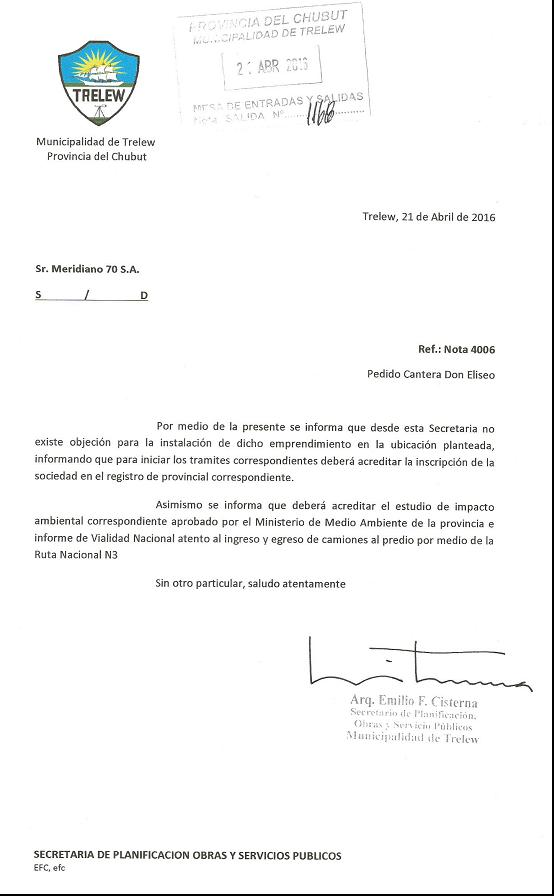 PROVINCIA DEL CHUBUT
MUNICIPALIDAD DE TRELEW
21 ABR 2016
MESA DE ENTRADAS Y SALIDAS
Nota SALIDA Nº 1166
TRELEW
Municipalidad de Trelew
Provincia del Chubut
Trelew, 21 de Abril de 2016
Sr. Meridiano 70 S.A.
S / D
Ref.: Nota 4006
Pedido Cantera Don Eliseo
Por medio de la presente se informa que desde esta Secretaria no
existe objeción para la instalación de dicho emprendimiento en la ubicación planteada,
informando que para iniciar los tramites correspondientes deberá acreditar la inscripción de la
sociedad en el registro de provincial correspondiente.
Asimismo se informa que deberá acreditar el estudio de impacto
ambiental correspondiente aprobado por el Ministerio de Medio Ambiente de la provincia e
informe de Vialidad Nacional atento al ingreso y egreso de camiones al predio por medio de la
Ruta Nacional N3
Sin otro particular, saludo atentamente
Arq. Emilio F. Cisterna
Secretario de Planificación,
Obras y Servicio Públicos
Municipalidad de Trelew
SECRETARIA DE PLANIFICACION OBRAS Y SERVICIOS PUBLICOS
EFC, efc